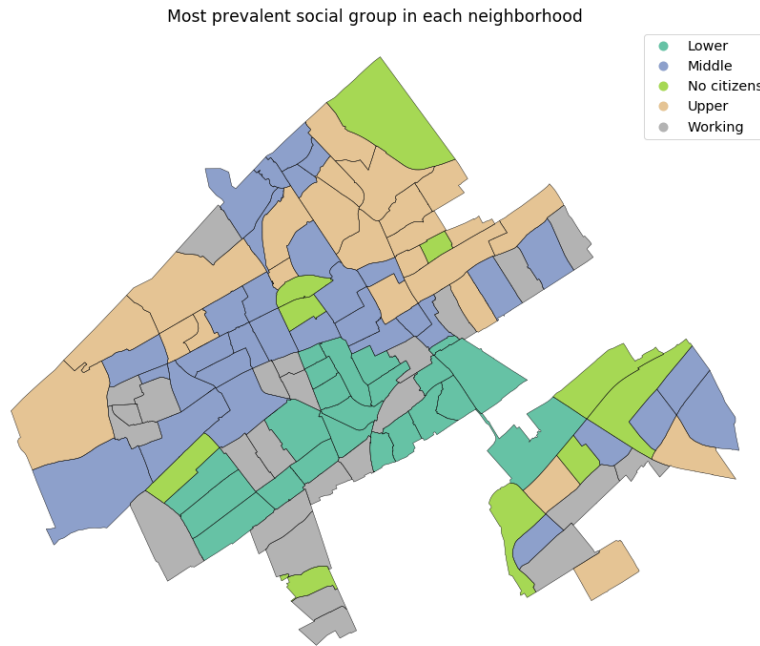 Most prevalent social group in each neighborhood
Lower
Middle
No citizens
Upper
Working